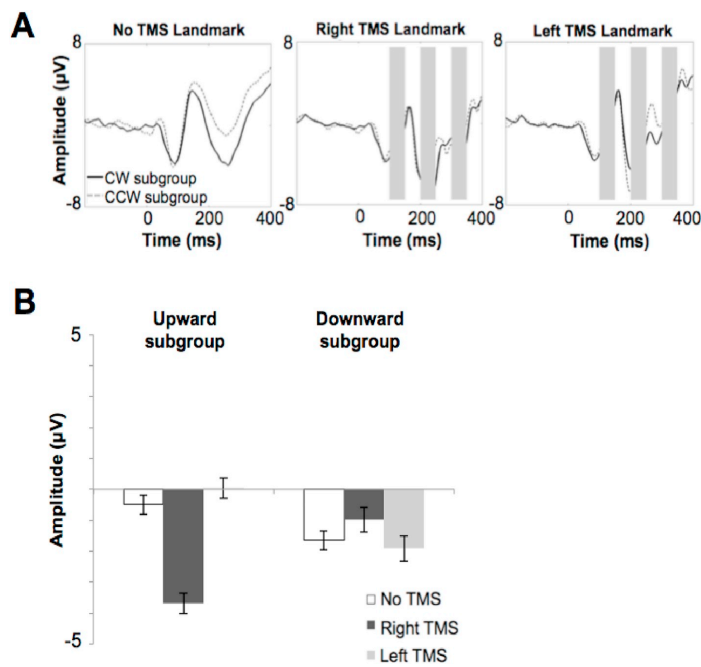 A
No TMS Landmark
Right TMS Landmark
Left TMS Landmark
8
8
8
Amplitude (µV)
CW subgroup
CCW subgroup
-8
-8
-8
0 200 400
0 200 400
0 200 400
Time (ms)
Time (ms)
Time (ms)
B
Upward
subgroup
Downward
subgroup
5
Amplitude (µV)
No TMS
Right TMS
Left TMS
-5